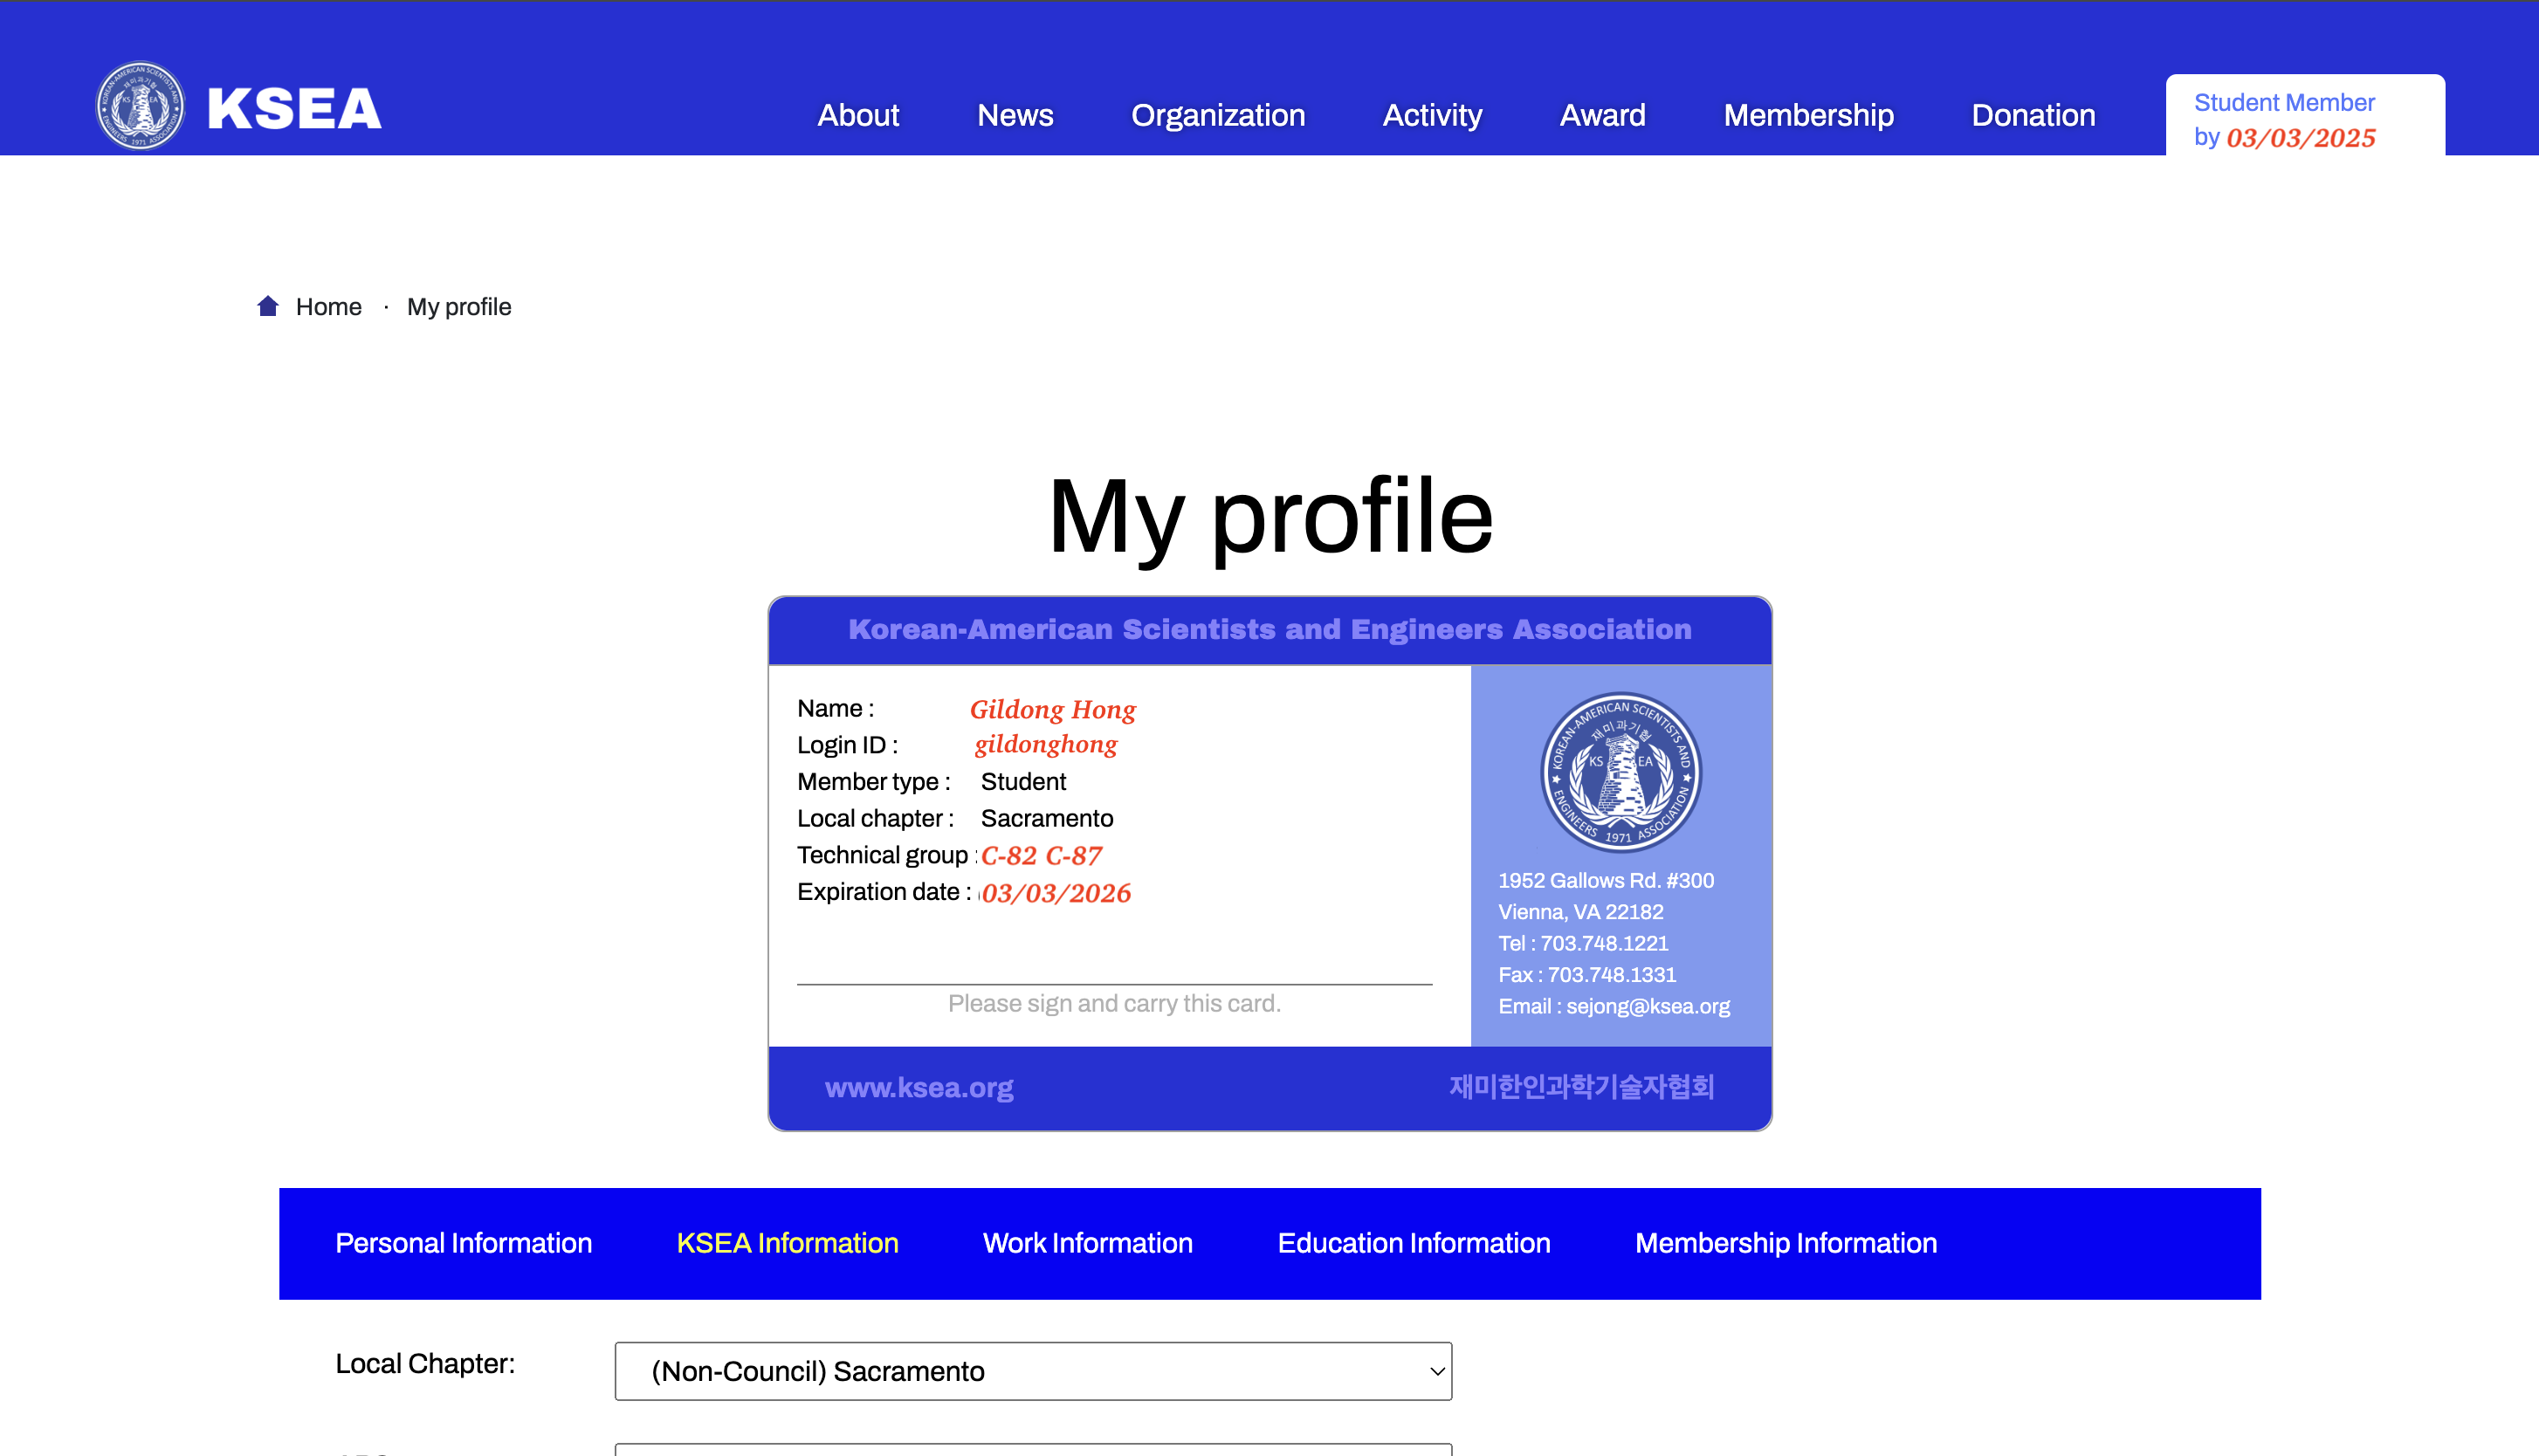 KSEA
About News Organization Activity Award Membership Donation
Student Member
by 03/03/2025
Home · My profile
My profile
Korean-American Scientists and Engineers Association
Name : Gildong Hong
Login ID : gildonghong
Member type : Student
Local chapter : Sacramento
Technical group : C-82 C-87
Expiration date : 03/03/2026
Please sign and carry this card.
KOREAN-AMERICAN SCIENTISTS AND
재미과기협
KS EA
ENGINEERS 1971 ASSOCIATION
1952 Gallows Rd. #300
Vienna, VA 22182
Tel : 703.748.1221
Fax : 703.748.1331
Email : sejong@ksea.org
www.ksea.org 재미한인과학기술자협회
Personal Information KSEA Information Work Information Education Information Membership Information
Local Chapter: (Non-Council) Sacramento